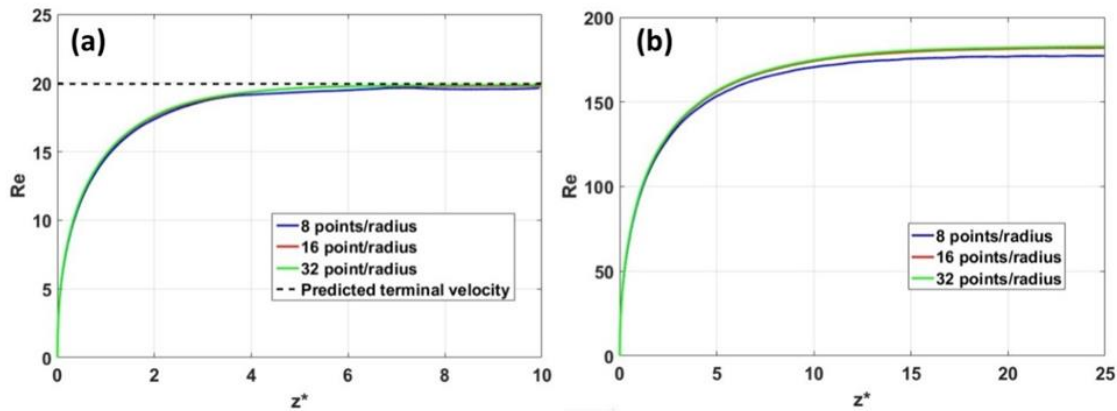 (a)
25
20
15
10
5
0
Re
0 2 4 6 8 10
z*
8 points/radius
16 point/radius
32 point/radius
Predicted terminal velocity
(b)
200
150
100
50
0
Re
0 5 10 15 20 25
z*
8 points/radius
16 points/radius
32 points/radius